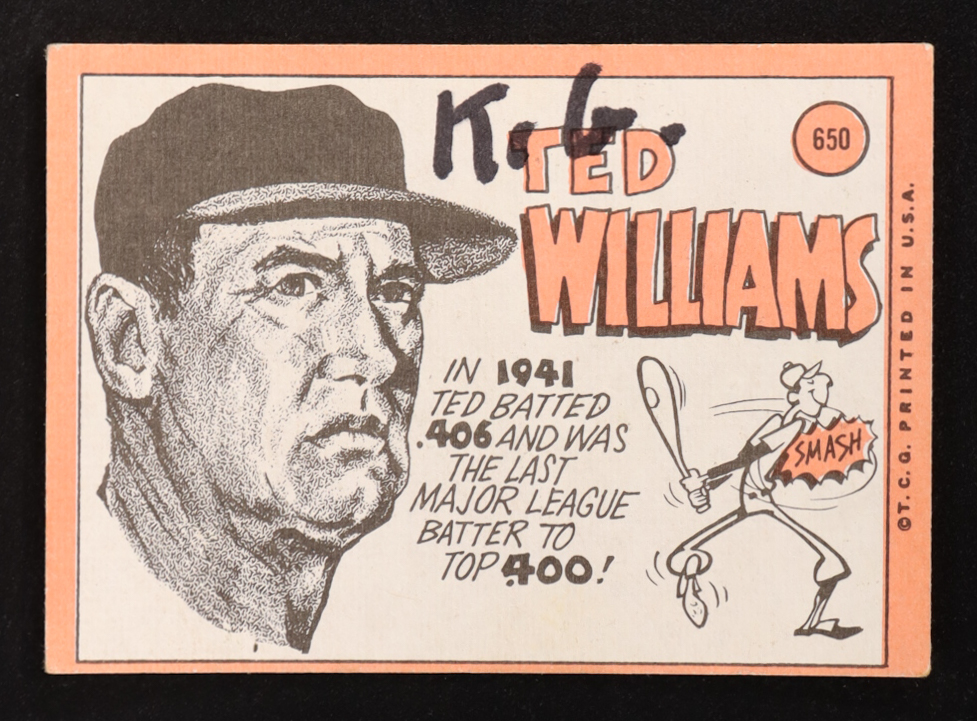 K. G.
650
TED
WILLIAMS
IN 1941
TED BATTED
.406 AND WAS
THE LAST
MAJOR LEAGUE
BATTER TO
TOP .400!
SMASH
©T. C. G. PRINTED IN U.S.A.